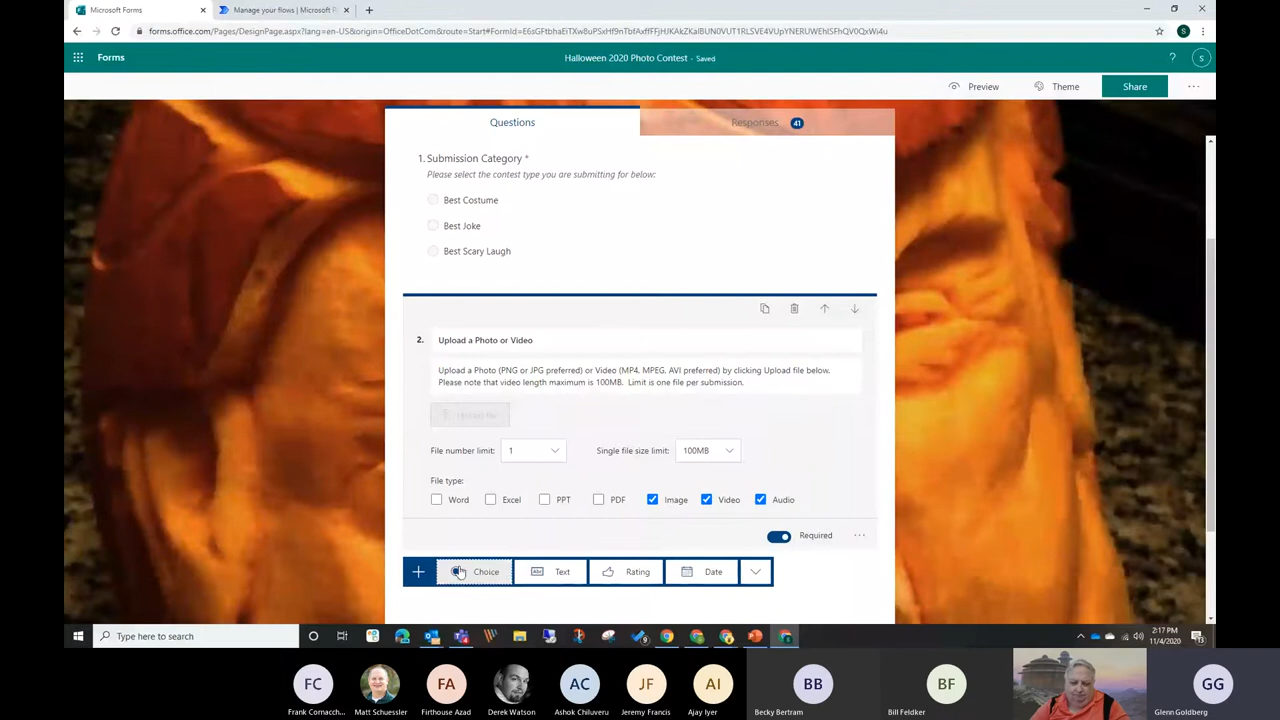 Microsoft Forms
Manage your flows | Microsoft P
forms.office.com/Pages/DesignPage.aspx?lang=en-US&origin=OfficeDotCom&route=Start#FormId=
S
Forms
Halloween 2020 Photo Contest - Saved
?
S
Preview
Theme
Share
Questions
Responses 41
1. Submission Category *
Please select the contest type you are submitting for below:
Best Costume
Best Joke
Best Scary Laugh
2. Upload a Photo or Video
Upload a Photo (PNG or JPG preferred) or Video (MP4, MPEG, AVI preferred) by clicking Upload file below.
Please note that video length maximum is 100MB. Limit is one file per submission.
Upload file
File number limit: 1 Single file size limit: 100MB
File type:
Word Excel PPT PDF Image Video Audio
Required
Choice Text Rating Date
Type here to search
2:17 PM
11/4/2020
FC FA AC JF AI BB BF GG
Frank Cornacch... Matt Schuessler Firthouse Azad Derek Watson Ashok Chiluveru Jeremy Francis Ajay Iyer Becky Bertram Bill Feldker Glenn Goldberg